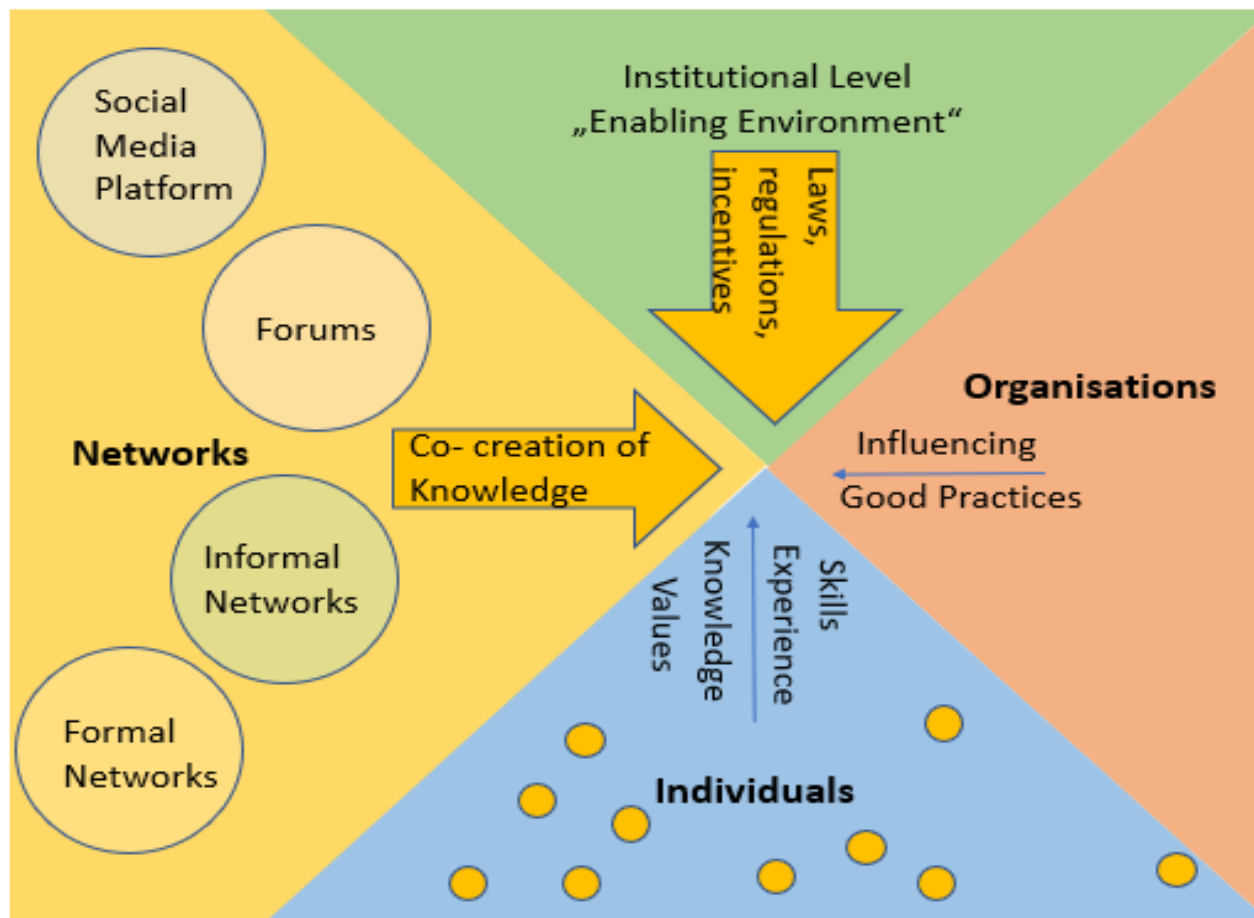 Social
Media
Platform
Forums
Networks
Informal
Networks
Formal
Networks
Institutional Level
„Enabling Environment“
Laws,
regulations,
incentives
Co- creation of
Knowledge
Organisations
Influencing
Good Practices
Skills
Experience
Knowledge
Values
Individuals